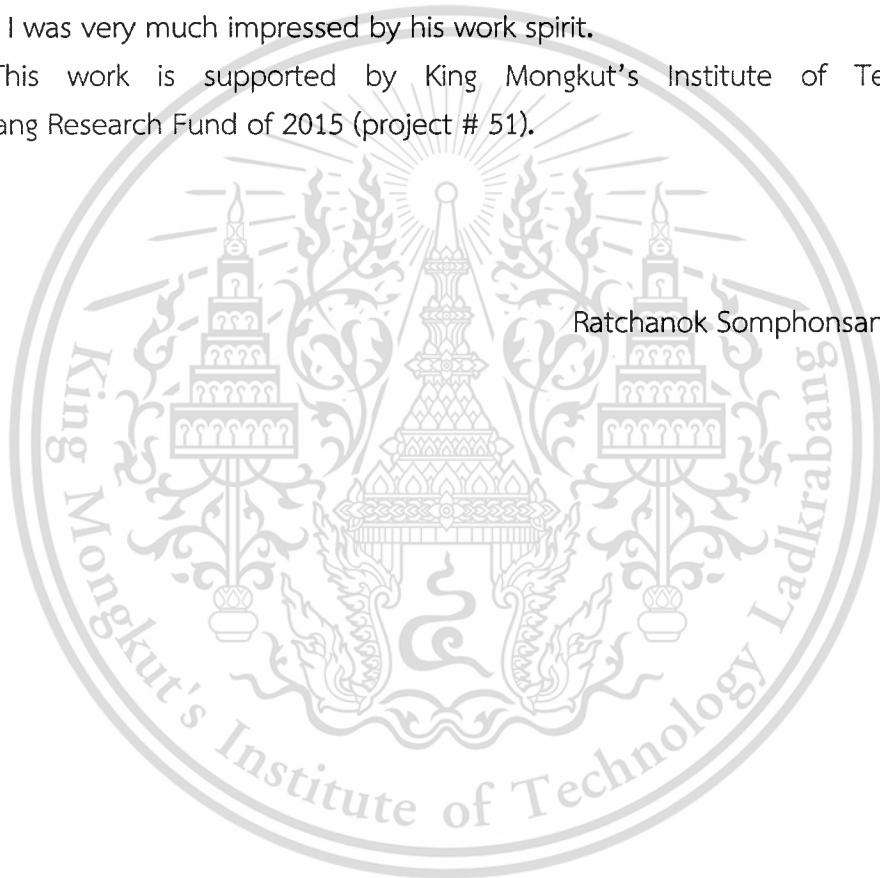 I was very much impressed by his work spirit.
This work is supported by King Mongkut's Institute of Te
ang Research Fund of 2015 (project # 51).
Ratchanok Somphonsan
King Mongkut's Institute of Technology Ladkrabang